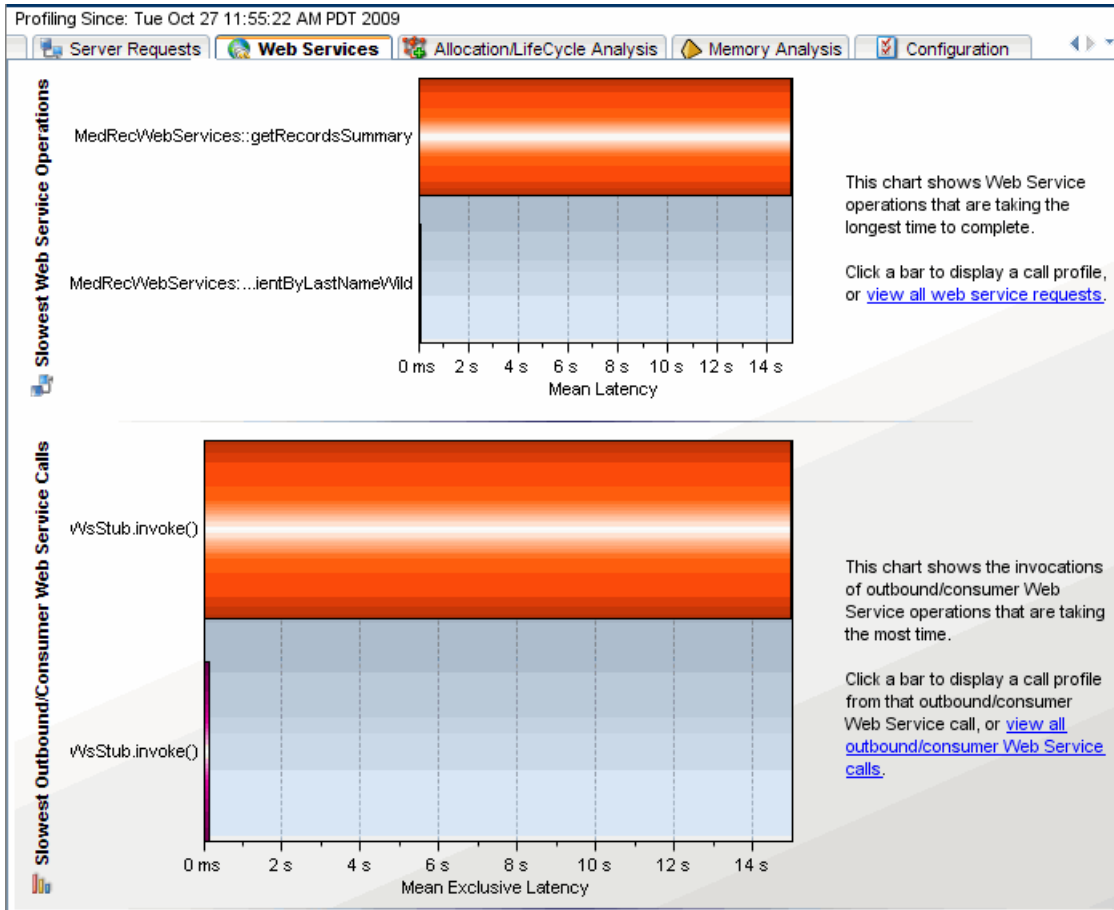 Profiling Since: Tue Oct 27 11:55:22 AM PDT 2009
Server Requests
Web Services
Allocation/LifeCycle Analysis
Memory Analysis
Configuration
Slowest Web Service Operations
MedRecWebServices::getRecordsSummary
MedRecWebServices:...ientByLastNameWild
0 ms 2 s 4 s 6 s 8 s 10 s 12 s 14 s
Mean Latency
This chart shows Web Service
operations that are taking the
longest time to complete.
Click a bar to display a call profile,
or view all web service requests.
Slowest Outbound/Consumer Web Service Calls
WsStub.invoke()
WsStub.invoke()
0 ms 2 s 4 s 6 s 8 s 10 s 12 s 14 s
Mean Exclusive Latency
This chart shows the invocations
of outbound/consumer Web
Service operations that are taking
the most time.
Click a bar to display a call profile
from that outbound/consumer
Web Service call, or view all
outbound/consumer Web Service
calls.